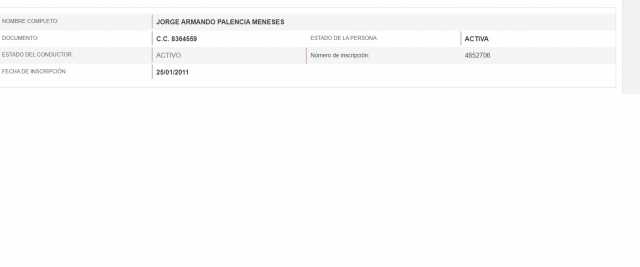 NOMBRE COMPLETO: JORGE ARMANDO PALENCIA MENESES
DOCUMENTO: C.C. 8364559 ESTADO DE LA PERSONA: ACTIVA
ESTADO DEL CONDUCTOR: ACTIVO Número de inscripción: 4952706
FECHA DE INSCRIPCIÓN: 25/01/2011